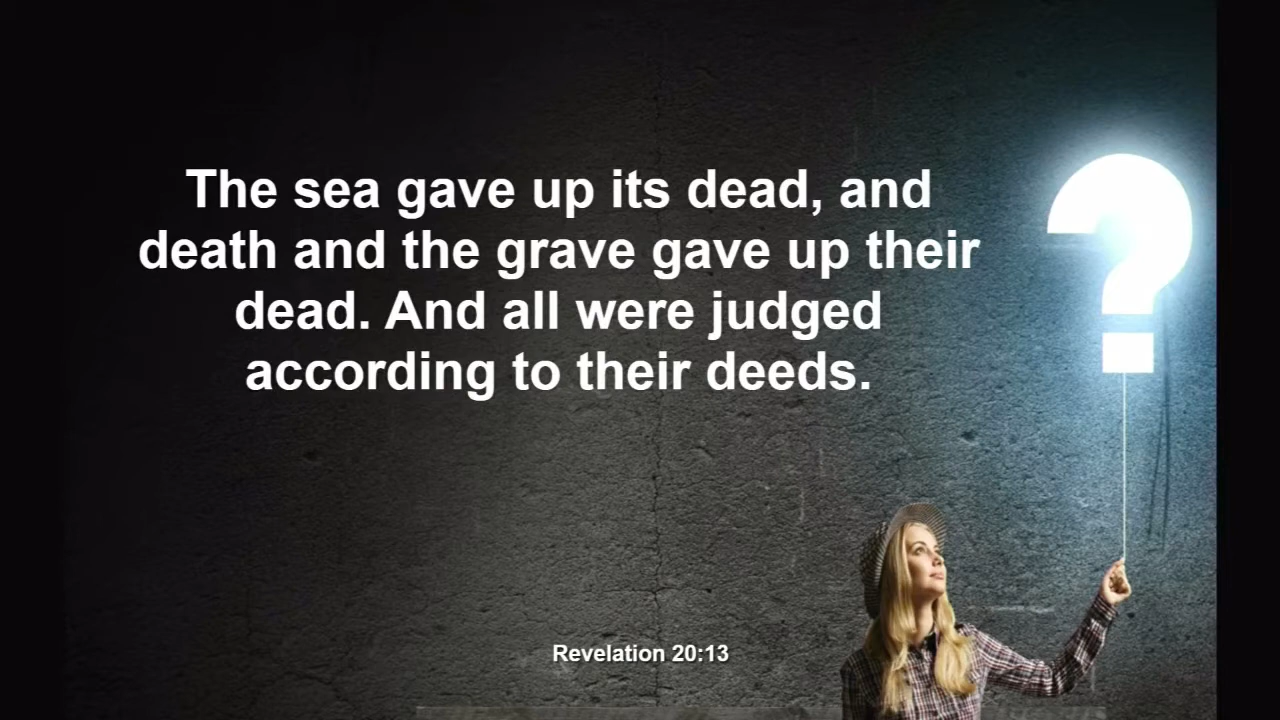 The sea gave up its dead, and
death and the grave gave up their
dead. And all were judged
according to their deeds.
Revelation 20:13